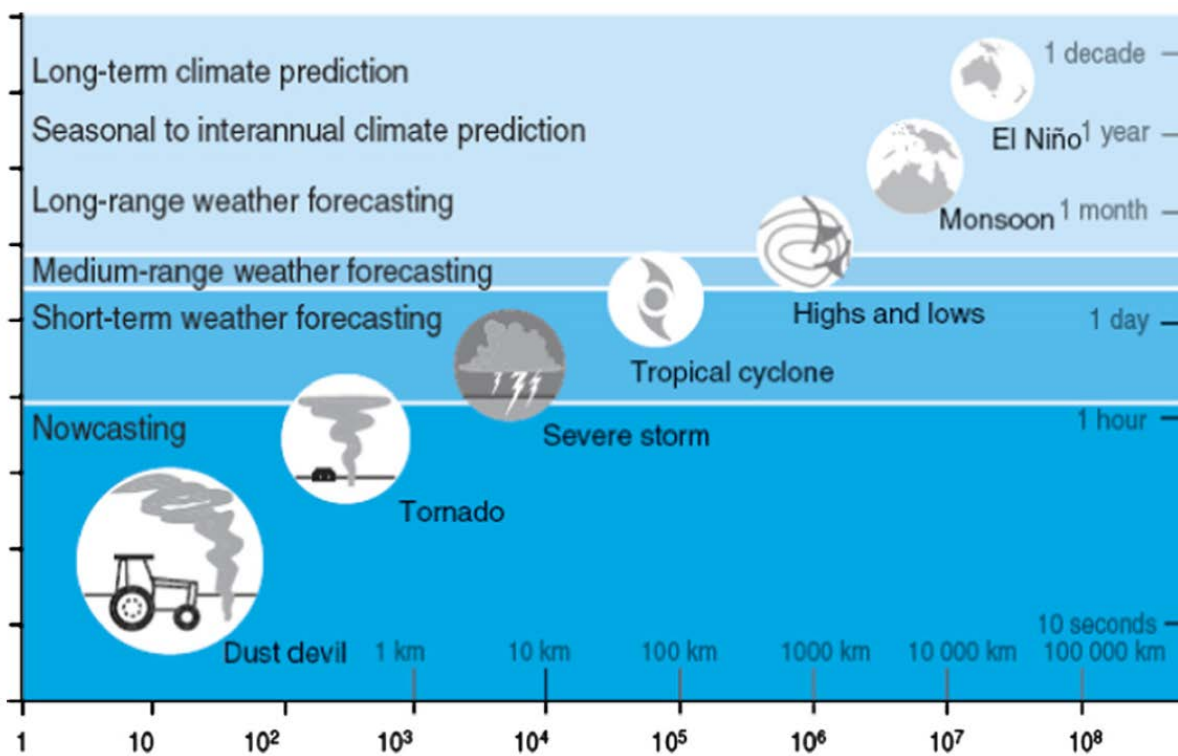 Long-term climate prediction
1 decade
Seasonal to interannual climate prediction
El Niño
1 year
Long-range weather forecasting
Monsoon
1 month
Medium-range weather forecasting
Highs and lows
Short-term weather forecasting
1 day
Tropical cyclone
Nowcasting
1 hour
Severe storm
Tornado
10 seconds
Dust devil
1 km
10 km
100 km
1000 km
10 000 km
100 000 km
1 10 10² 10³ 10⁴ 10⁵ 10⁶ 10⁷ 10⁸